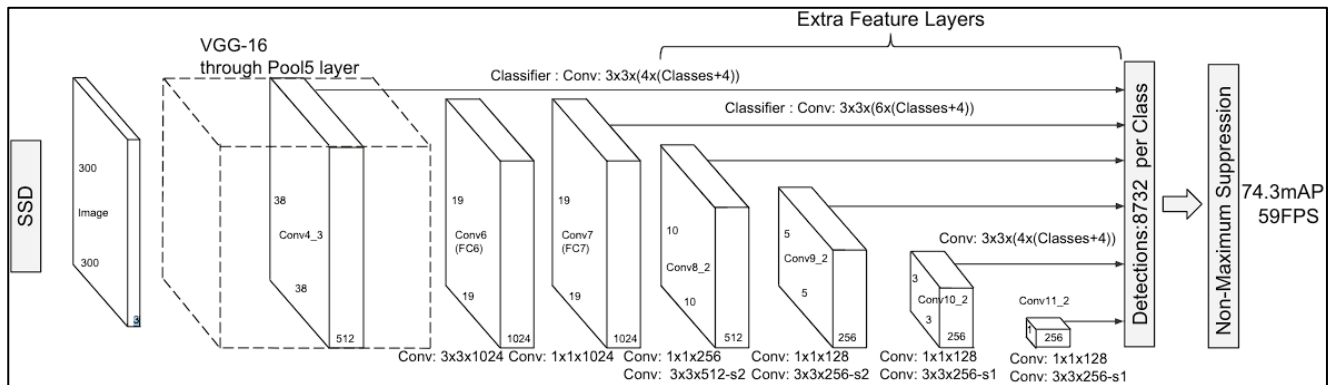 Extra Feature Layers
VGG-16
through Pool5 layer
Classifier : Conv: 3x3x(4x(Classes+4))
Classifier : Conv: 3x3x(6x(Classes+4))
SSD
300
Image
300
3
38
Conv4_3
38
512
19
Conv6
(FC6)
19
1024
19
Conv7
(FC7)
19
1024
10
Conv8_2
10
512
5
Conv9_2
5
256
Conv: 3x3x(4x(Classes+4))
3
Conv10_2
3
256
Conv11_2
1
256
Conv: 3x3x1024
Conv: 1x1x1024
Conv: 1x1x256
Conv: 3x3x512-s2
Conv: 1x1x128
Conv: 3x3x256-s2
Conv: 1x1x128
Conv: 3x3x256-s1
Conv: 1x1x128
Conv: 3x3x256-s1
Detections:8732 per Class
Non-Maximum Suppression
74.3mAP
59FPS